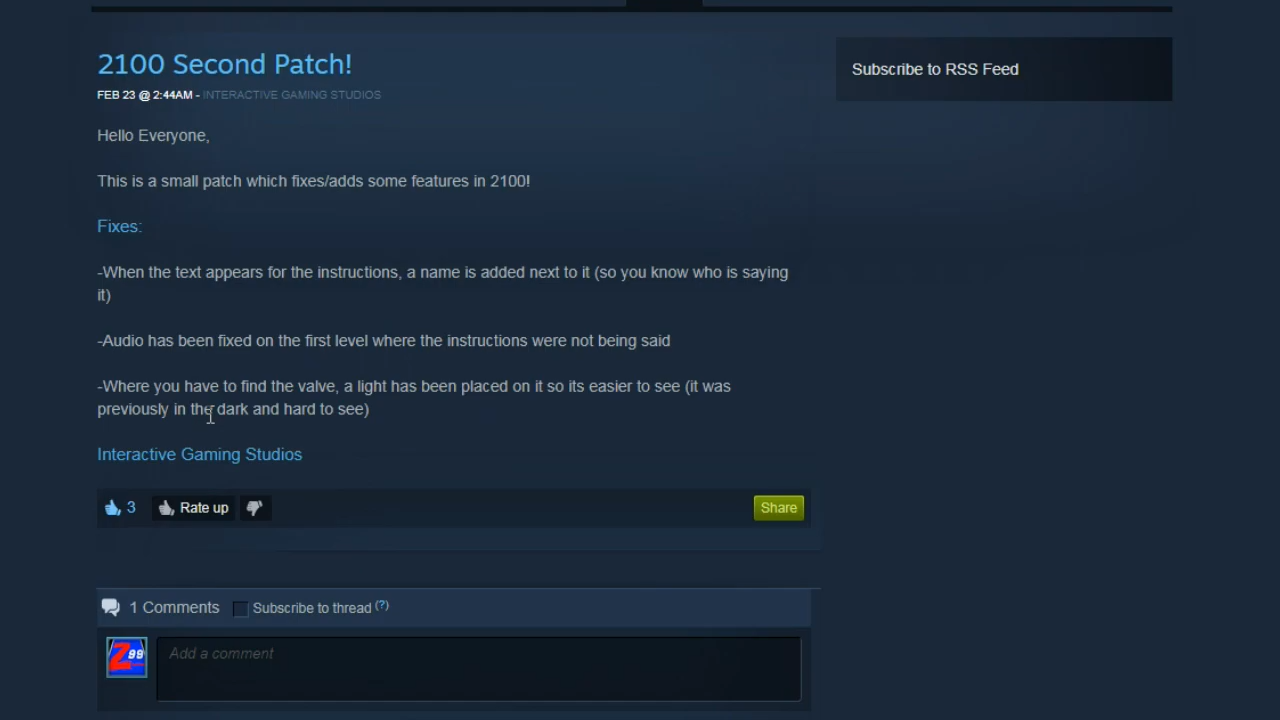 2100 Second Patch!
FEB 23 @ 2:44AM - INTERACTIVE GAMING STUDIOS
Subscribe to RSS Feed
Hello Everyone,
This is a small patch which fixes/adds some features in 2100!
Fixes:
-When the text appears for the instructions, a name is added next to it (so you know who is saying
it)
-Audio has been fixed on the first level where the instructions were not being said
-Where you have to find the valve, a light has been placed on it so its easier to see (it was
previously in the dark and hard to see)
Interactive Gaming Studios
3 Rate up Share
1 Comments Subscribe to thread (?)
Z99 Add a comment